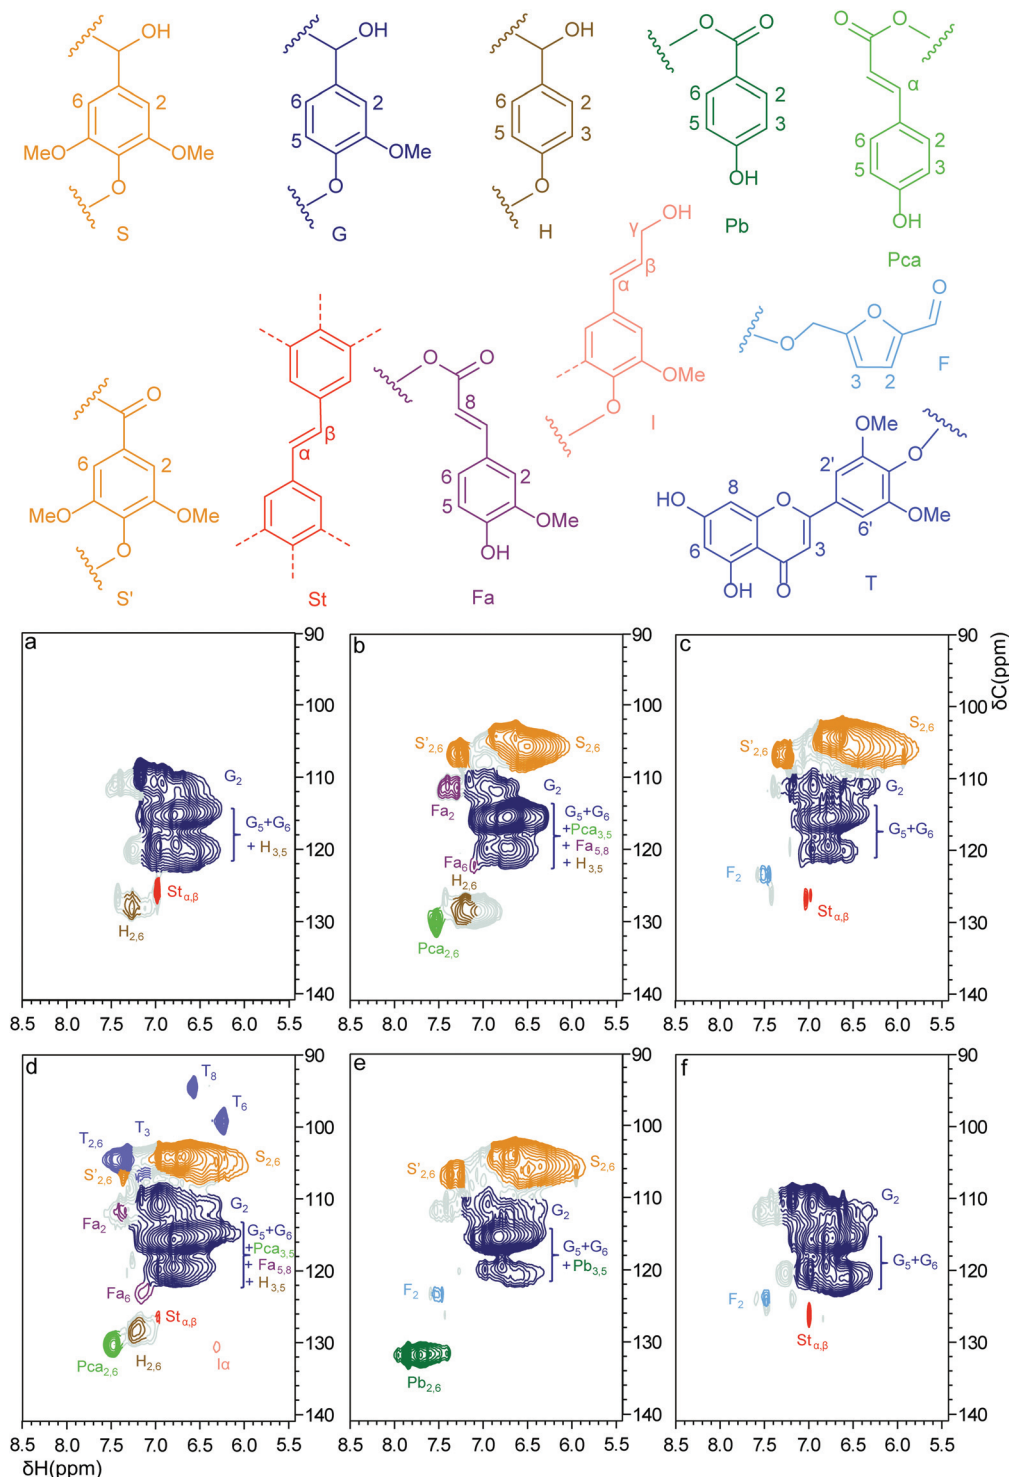 OH
6 2
MeO OMe
O
S
OH
6 2
5 OMe
O
G
OH
6 2
5 3
O
H
O O
6 2
5 3
OH
Pb
O O
α
6 2
5 3
OH
Pca
O
6 2
MeO OMe
O
S'
β
α
St
O O
8
6 2
5 OMe
OH
Fa
OH
γ
β
α
OMe
O
I
O O O
3 2
F
OMe
O
2'
HO 8 O OMe
6'
6 3
OH O
T
a
90
100
110
120
130
140
G2
G5+G6
+ H3,5
Stα,β
H2,6
8.5 8.0 7.5 7.0 6.5 6.0 5.5
b
90
100
110
120
130
140
S'2,6
S2,6
Fa2
G2
G5+G6
+Pca3,5
+ Fa5,8
+ H3,5
Fa6
H2,6
Pca2,6
8.5 8.0 7.5 7.0 6.5 6.0 5.5
c
90
100
110
120
130
140
δC(ppm)
S'2,6
S2,6
G2
G5+G6
F2
Stα,β
8.5 8.0 7.5 7.0 6.5 6.0 5.5
d
90
100
110
120
130
140
T8
T6
T3
T2,6
S'2,6
S2,6
Fa2
G2
G5+G6
+Pca3,5
+ Fa5,8
+ H3,5
Fa6
Stα,β
Pca2,6
H2,6
Iα
8.5 8.0 7.5 7.0 6.5 6.0 5.5
e
90
100
110
120
130
140
S'2,6
S2,6
G2
G5+G6
+ Pb3,5
F2
Pb2,6
8.5 8.0 7.5 7.0 6.5 6.0 5.5
f
90
100
110
120
130
140
G2
G5+G6
F2
Stα,β
8.5 8.0 7.5 7.0 6.5 6.0 5.5
δH(ppm)